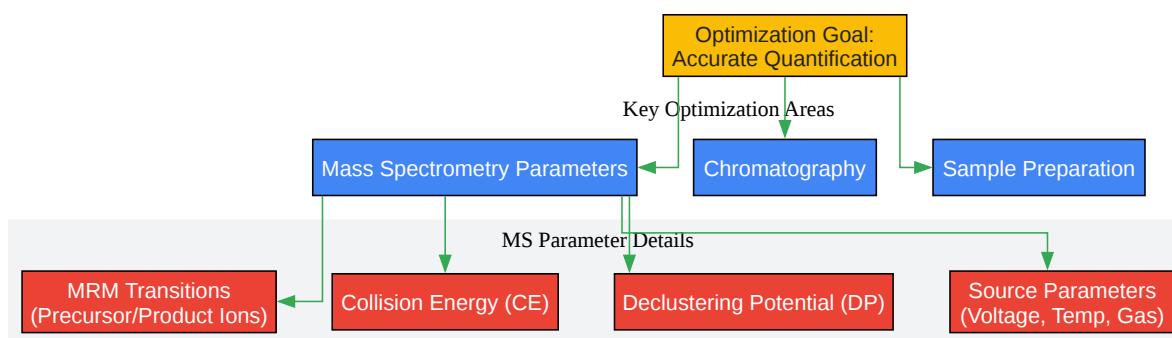 Optimization Goal:
Accurate Quantification
Key Optimization Areas
Mass Spectrometry Parameters
Chromatography
Sample Preparation
MS Parameter Details
MRM Transitions
(Precursor/Product Ions)
Collision Energy (CE)
Declustering Potential (DP)
Source Parameters
(Voltage, Temp, Gas)